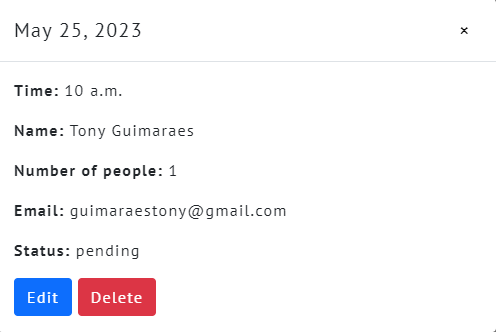 May 25, 2023 ×
Time: 10 a.m.
Name: Tony Guimaraes
Number of people: 1
Email: guimaraestony@gmail.com
Status: pending
Edit Delete